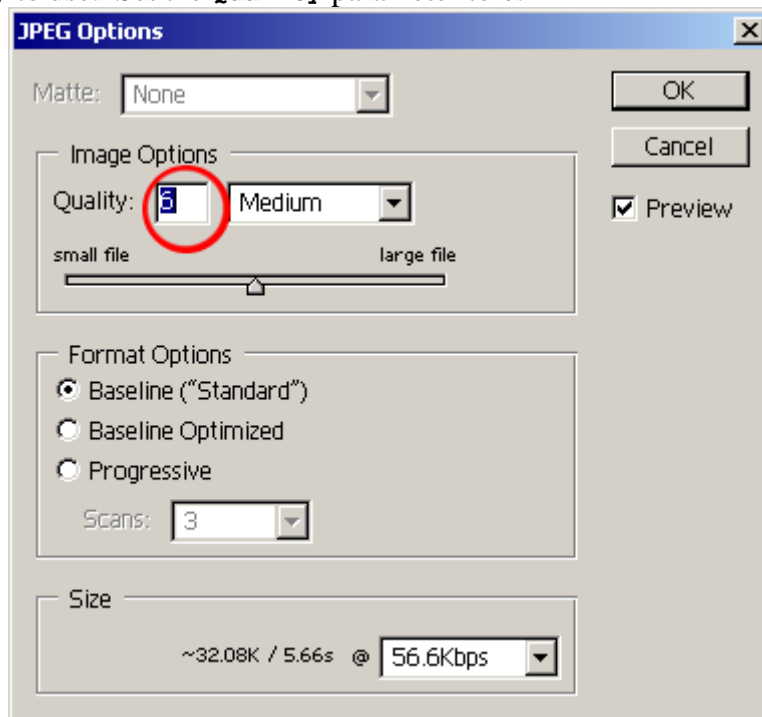 JPEG Options
Matte: None
OK
Cancel
Preview
Image Options
Quality: 6 Medium
small file large file
Format Options
Baseline (“Standard”)
Baseline Optimized
Progressive
Scans: 3
Size
~32.08K / 5.66s @ 56.6Kbps